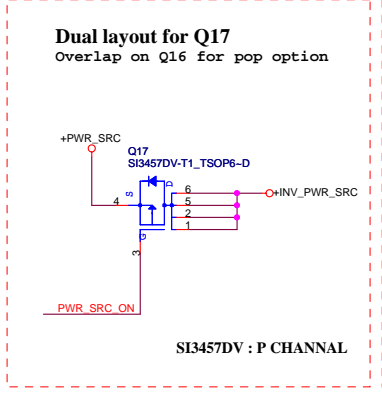 Dual layout for Q17
Overlap on Q16 for pop option
+PWR_SRC
Q17
SI3457DV-T1_TSOP6~D
S
D
G
4
6
5
2
1
+INV_PWR_SRC
3
PWR_SRC_ON
SI3457DV : P CHANNAL